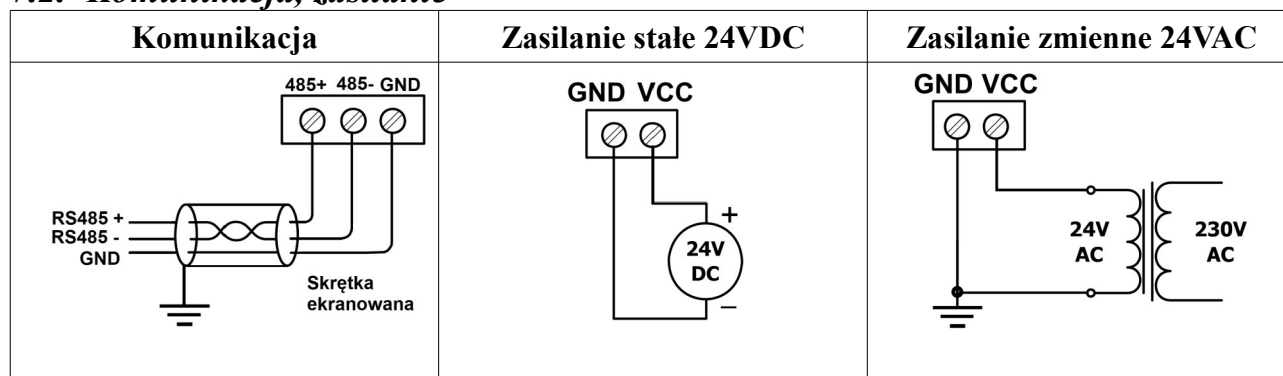 Komunikacja
Zasilanie stałe 24VDC
Zasilanie zmienne 24VAC
485+ 485- GND
RS485 +
RS485 -
GND
Skrętka
ekranowana
GND VCC
+
24V
DC
–
GND VCC
24V
AC
230V
AC